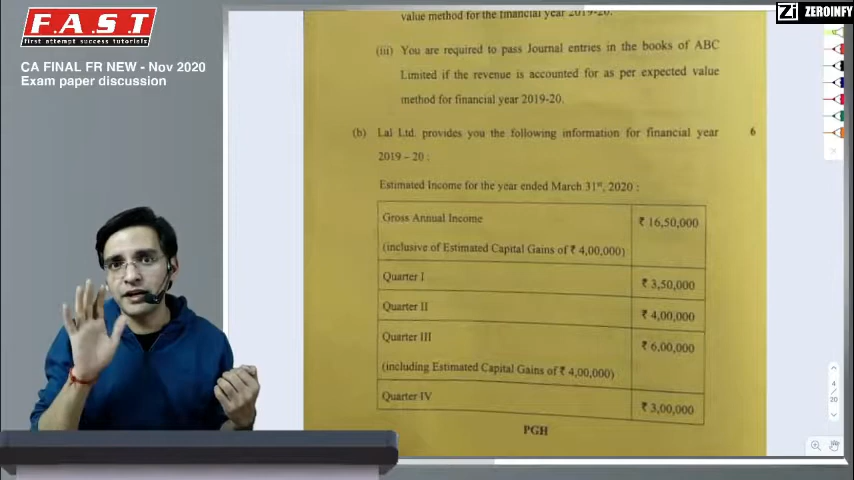 F.A.S.T
first attempt success tutorials
CA FINAL FR NEW - Nov 2020
Exam paper discussion
Zi ZEROINFY
value method for the financial year 2019-20.
(iii) You are required to pass Journal entries in the books of ABC
Limited if the revenue is accounted for as per expected value
method for financial year 2019-20.
(b) Lal Ltd. provides you the following information for financial year 6
2019 – 20 :
Estimated Income for the year ended March 31st, 2020 :
Gross Annual Income ₹ 16,50,000
(inclusive of Estimated Capital Gains of ₹ 4,00,000)
Quarter I ₹ 3,50,000
Quarter II ₹ 4,00,000
Quarter III ₹ 6,00,000
(including Estimated Capital Gains of ₹ 4,00,000)
Quarter IV ₹ 3,00,000
PGH
4
/
20